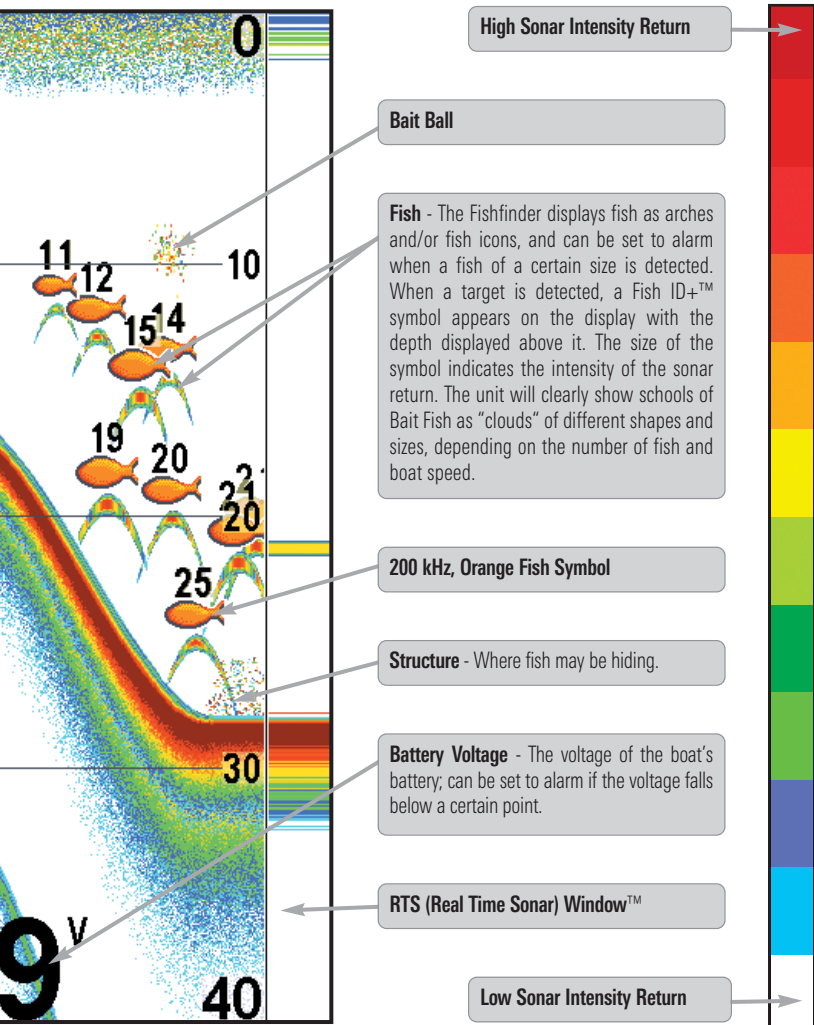 High Sonar Intensity Return
0
Bait Ball
Fish - The Fishfinder displays fish as arches
and/or fish icons, and can be set to alarm
when a fish of a certain size is detected.
When a target is detected, a Fish ID+™
symbol appears on the display with the
depth displayed above it. The size of the
symbol indicates the intensity of the sonar
return. The unit will clearly show schools of
Bait Fish as “clouds“ of different shapes and
sizes, depending on the number of fish and
boat speed.
11
12
10
15
14
19
20
21
20
25
200 kHz, Orange Fish Symbol
Structure - Where fish may be hiding.
Battery Voltage - The voltage of the boat’s
battery; can be set to alarm if the voltage falls
below a certain point.
30
RTS (Real Time Sonar) Window™
9 V
40
Low Sonar Intensity Return